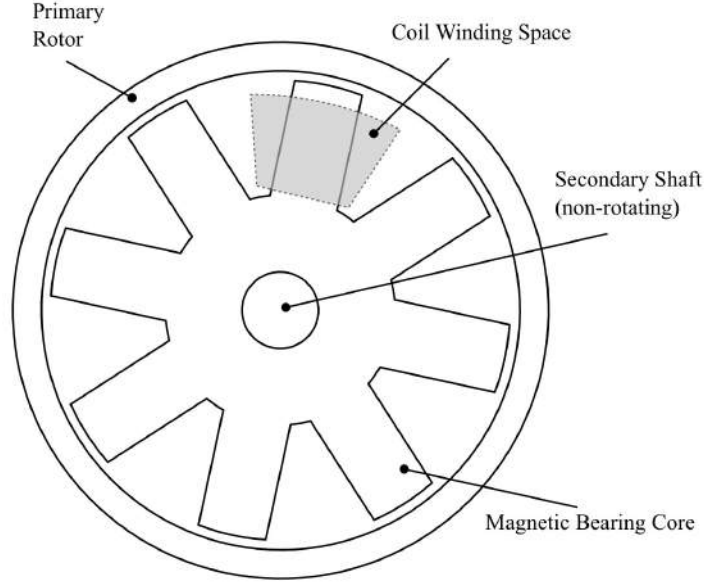 Primary
Rotor
Coil Winding Space
Secondary Shaft
(non-rotating)
Magnetic Bearing Core